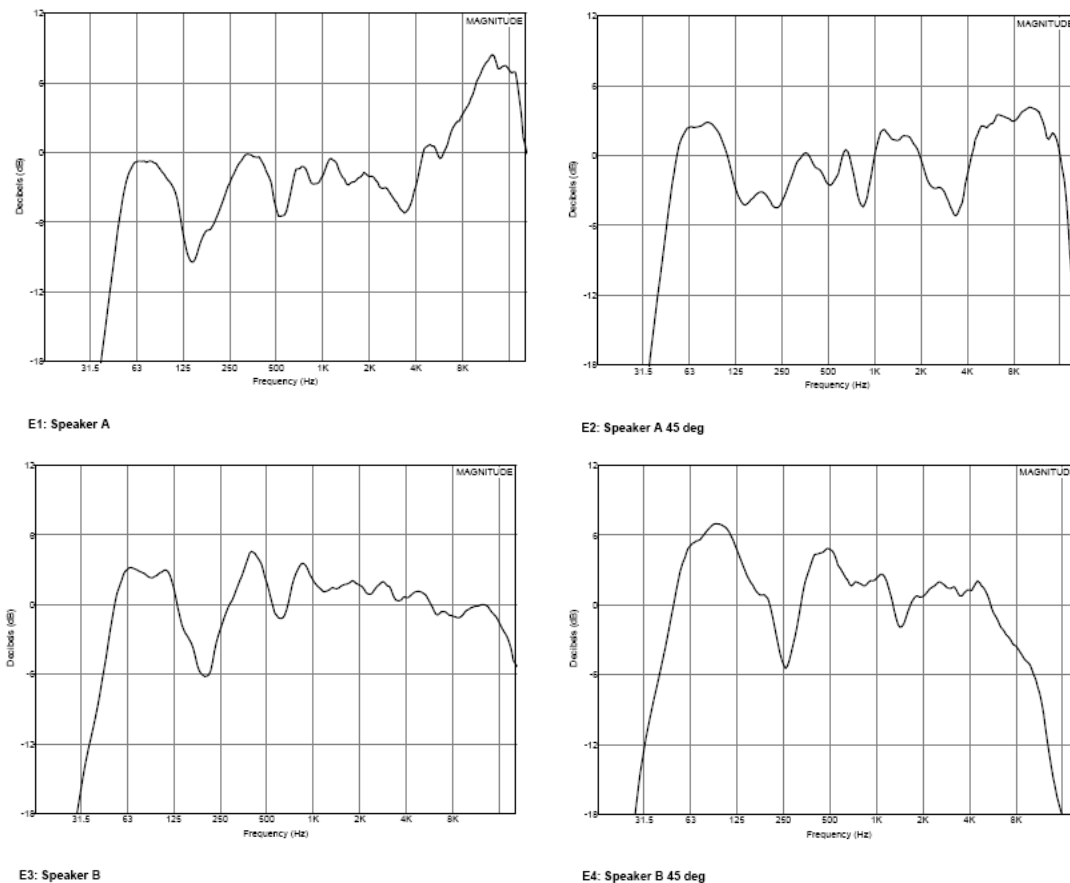 12
MAGNITUDE
6
0
-6
-12
-18
Decibels (dB)
31.5 63 125 250 500 1K 2K 4K 8K
Frequency (Hz)
E1: Speaker A
12
MAGNITUDE
6
0
-6
-12
-18
Decibels (dB)
31.5 63 125 250 500 1K 2K 4K 8K
Frequency (Hz)
E2: Speaker A 45 deg
12
MAGNITUDE
6
0
-6
-12
-18
Decibels (dB)
31.5 63 125 250 500 1K 2K 4K 8K
Frequency (Hz)
E3: Speaker B
12
MAGNITUDE
6
0
-6
-12
-18
Decibels (dB)
31.5 63 125 250 500 1K 2K 4K 8K
Frequency (Hz)
E4: Speaker B 45 deg